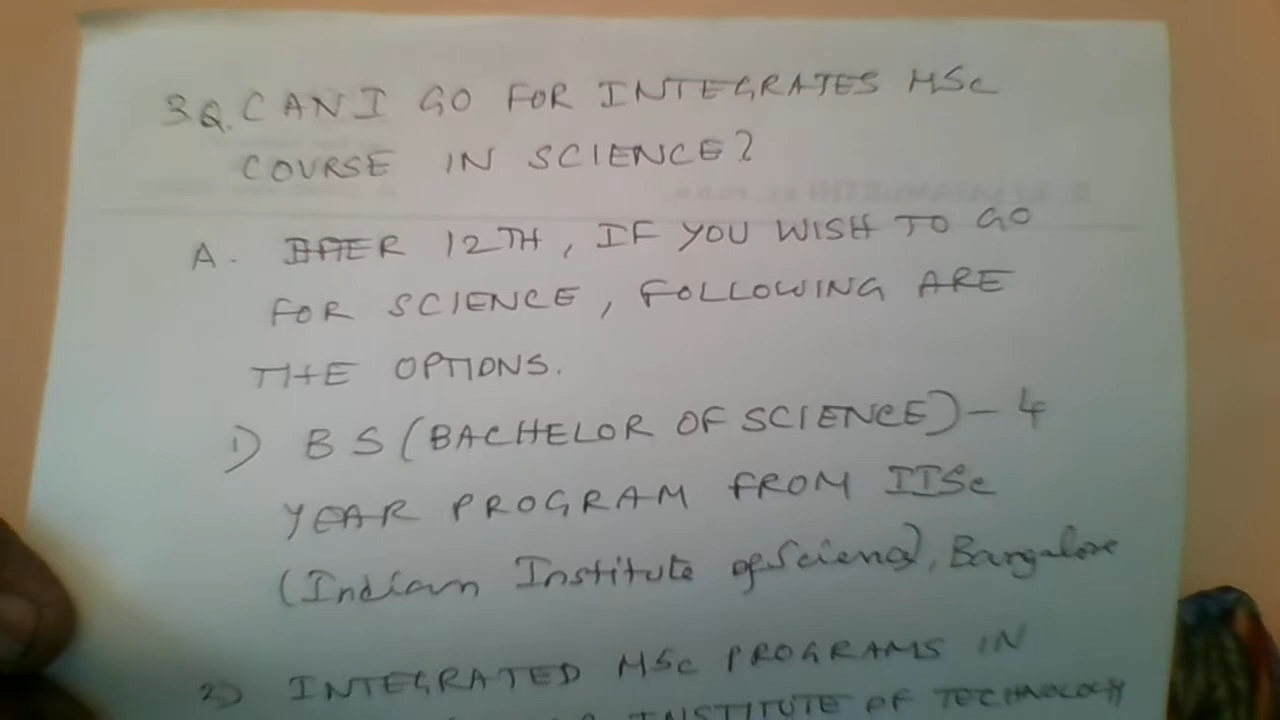 3Q. CAN I GO FOR INTEGRATES MSc
COURSE IN SCIENCE?
A. AFTER 12TH, IF YOU WISH TO GO
FOR SCIENCE, FOLLOWING ARE
THE OPTIONS.
1) BS (BACHELOR OF SCIENCE) - 4
YEAR PROGRAM FROM IISc
(Indian Institute of Science), Bangalore
2) INTEGRATED MSc PROGRAMS IN
INSTITUTE OF TECHNOLOGY